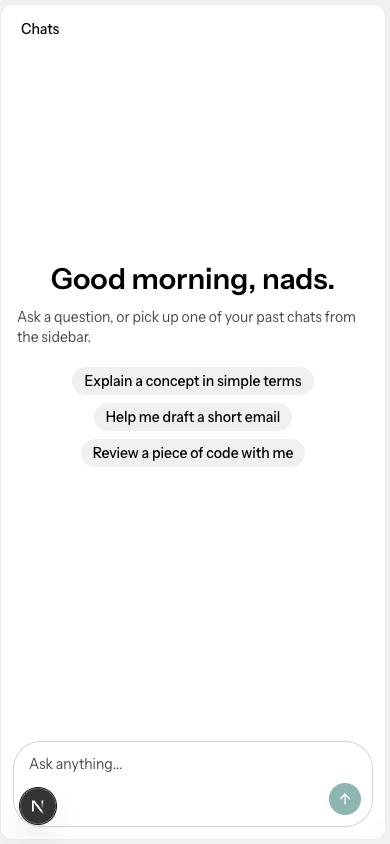 Chats
Good morning, nads.
Ask a question, or pick up one of your past chats from
the sidebar.
Explain a concept in simple terms
Help me draft a short email
Review a piece of code with me
Ask anything...
N